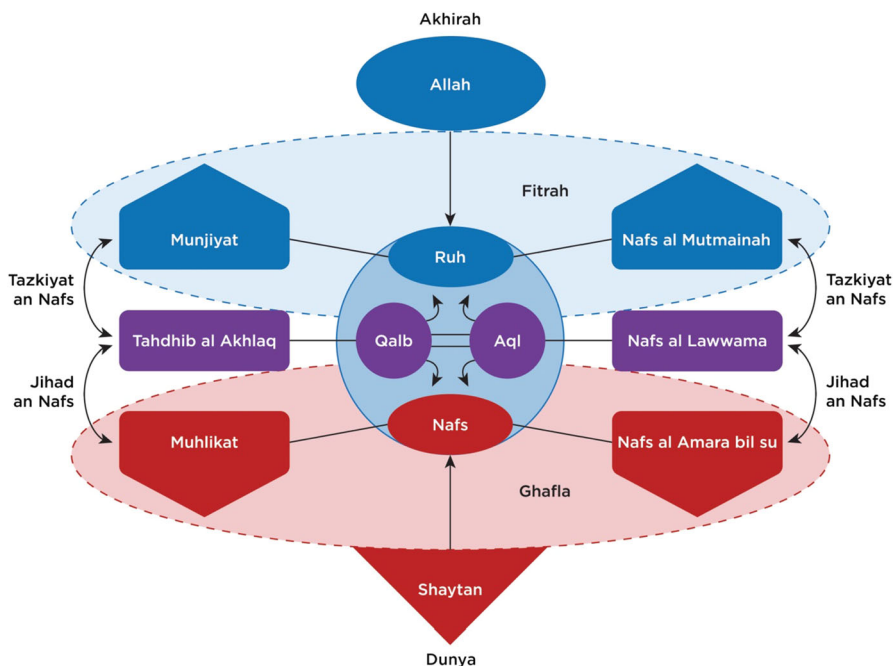 Akhirah
Allah
Fitrah
Munjiyat
Ruh
Nafs al Mutmainah
Tazkiyat
an Nafs
Tazkiyat
an Nafs
Tahdhib al Akhlaq
Qalb
Aql
Nafs al Lawwama
Jihad
an Nafs
Jihad
an Nafs
Muhlikat
Nafs
Nafs al Amara bil su
Ghafla
Shaytan
Dunya